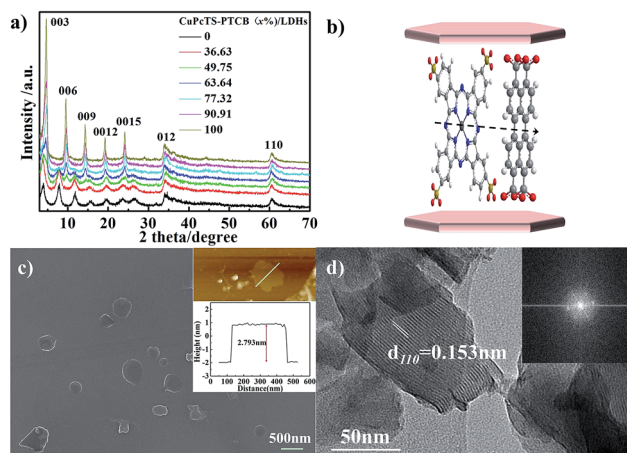 a)
CuPcTS-PTCB (x%)/LDHs
0
36.63
49.75
63.64
77.32
90.91
100
003
006
009
0012
0015
012
110
Intensity /a.u.
10 20 30 40 50 60 70
2 theta/degree
b)
c)
2.793nm
Height (nm)
2
1
0
-1
-2
0 100 200 300 400 500 600
Distance(nm)
500nm
d)
d110=0.153nm
50nm